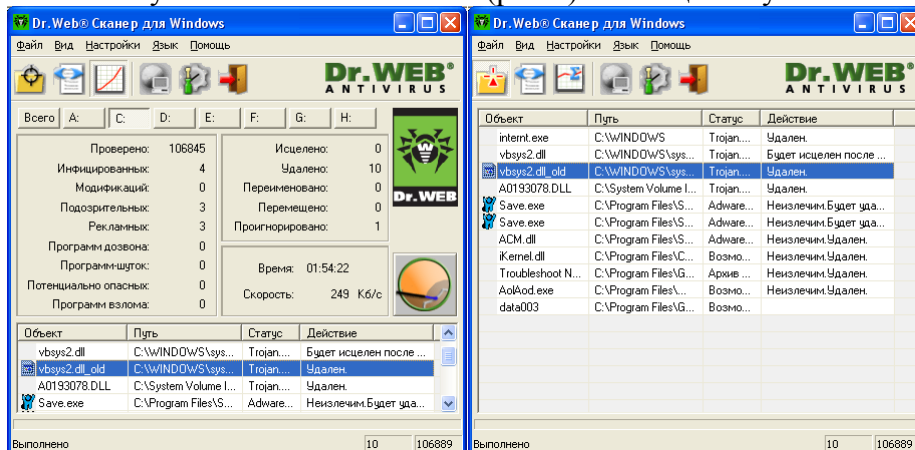 Dr.Web® Сканер для Windows
Файл Вид Настройки Язык Помощь
Dr.WEB®
ANTIVIRUS
Всего A: C: D: E: F: G: H:
Проверено: 106845
Инфицированных: 4
Модификаций: 0
Подозрительных: 3
Рекламных: 3
Программ дозвона: 0
Программ-шуток: 0
Потенциально опасных: 0
Программ взлома: 0
Исцелено: 0
Удалено: 10
Переименовано: 0
Перемещено: 0
Проигнорировано: 1
Время: 01:54:22
Скорость: 249 Кб/с
Dr.WEB
Объект Путь Статус Действие
vbsys2.dll C:\WINDOWS\sys... Trojan.... Будет исцелен после ...
vbsys2.dll_old C:\WINDOWS\sys... Trojan.... Удален.
A0193078.DLL C:\System Volume I... Trojan.... Удален.
Save.exe C:\Program Files\S... Adware... Неизлечим.Будет уда...
Выполнено 10 106889
Dr.Web® Сканер для Windows
Файл Вид Настройки Язык Помощь
Dr.WEB®
ANTIVIRUS
Объект Путь Статус Действие
internt.exe C:\WINDOWS Trojan.... Удален.
vbsys2.dll C:\WINDOWS\sys... Trojan.... Будет исцелен после ...
vbsys2.dll_old C:\WINDOWS\sys... Trojan.... Удален.
A0193078.DLL C:\System Volume I... Trojan.... Удален.
Save.exe C:\Program Files\S... Adware... Неизлечим.Будет уда...
Save.exe C:\Program Files\S... Adware... Неизлечим.Будет уда...
ACM.dll C:\Program Files\S... Adware... Неизлечим.Удален.
iKernel.dll C:\Program Files\C... Возмо... Неизлечим.Удален.
Troubleshoot N... C:\Program Files\G... Архив ... Неизлечим.Удален.
AolAod.exe C:\Program Files\... Возмо... Неизлечим.Удален.
data003 C:\Program Files\G... Возмо...
Выполнено 10 106889